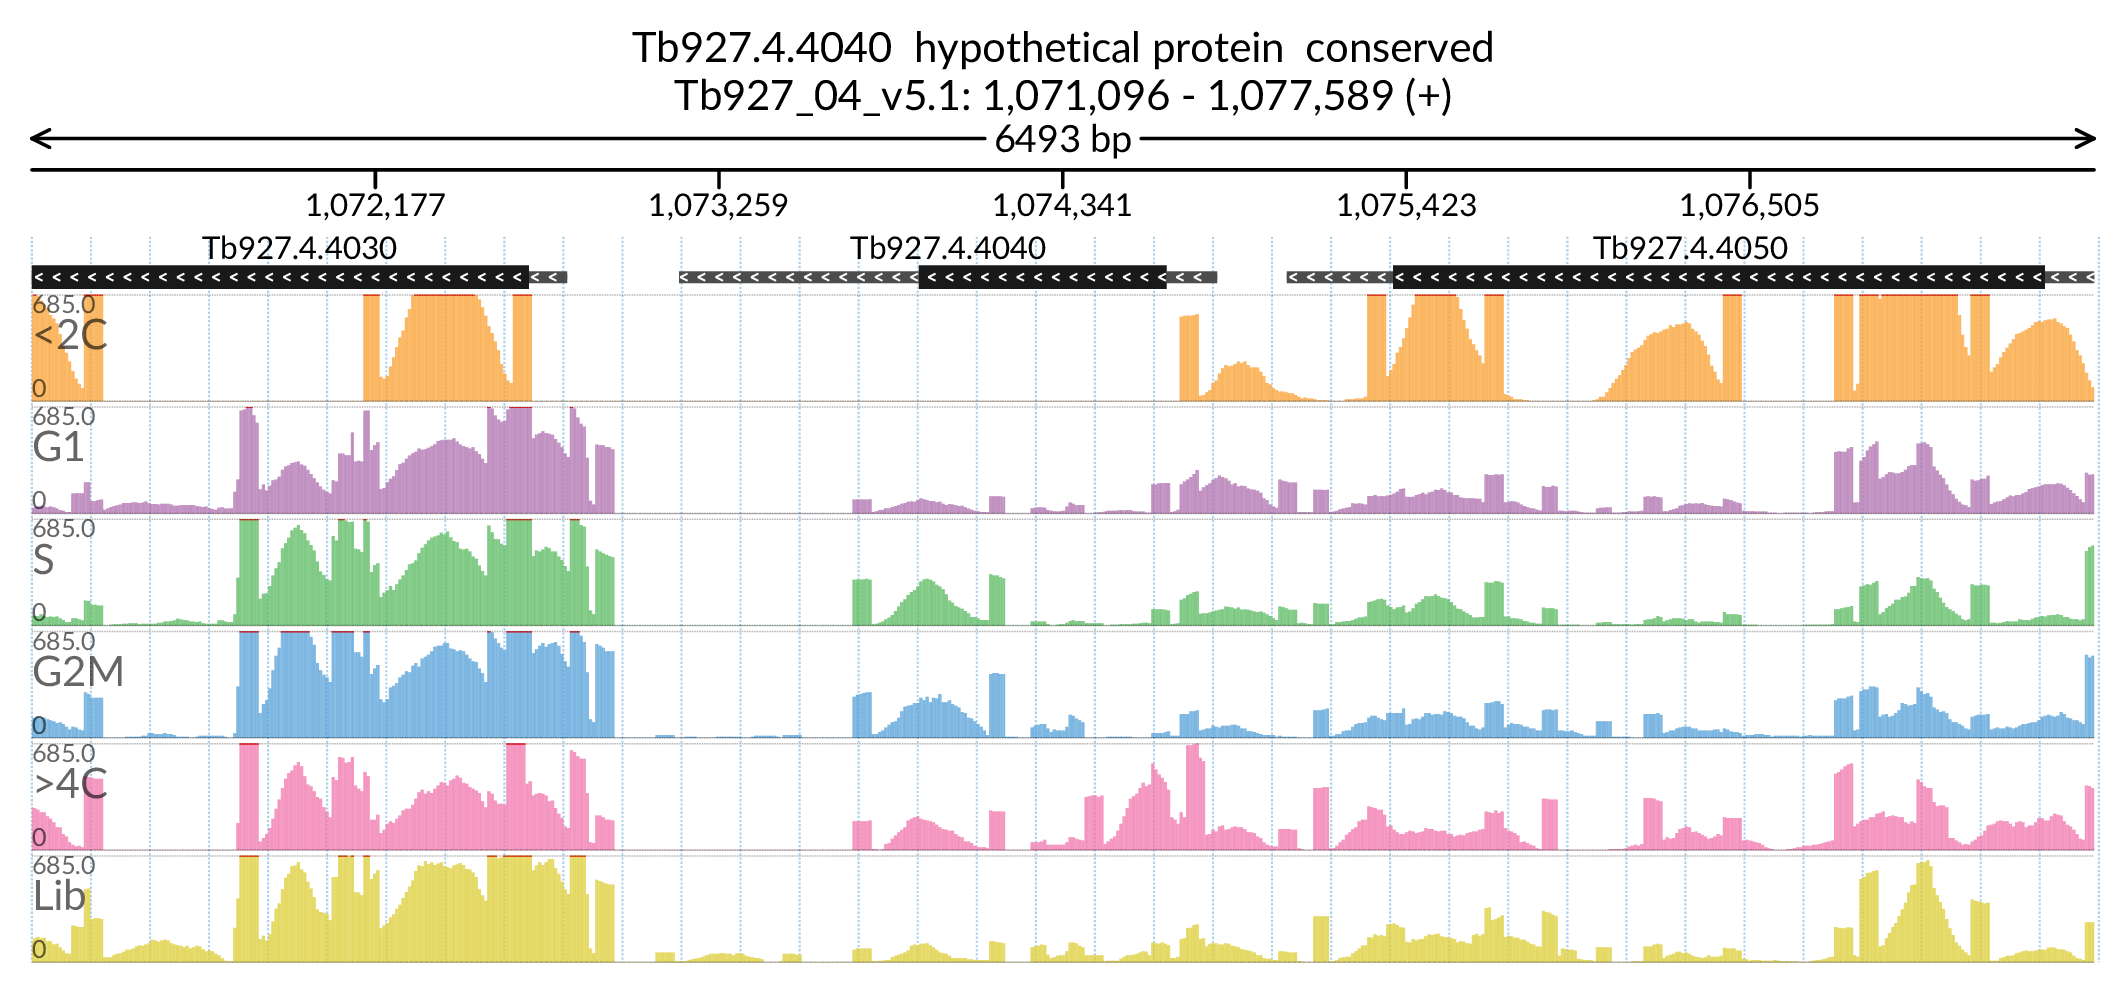 Tb927.4.4040  hypothetical protein  conserved
Tb927_04_v5.1: 1,071,096 - 1,077,589 (+)
6493 bp
1,072,177 1,073,259 1,074,341 1,075,423 1,076,505
Tb927.4.4030 Tb927.4.4040 Tb927.4.4050
685.0
<2C
0
685.0
G1
0
685.0
S
0
685.0
G2M
0
685.0
>4C
0
685.0
Lib
0